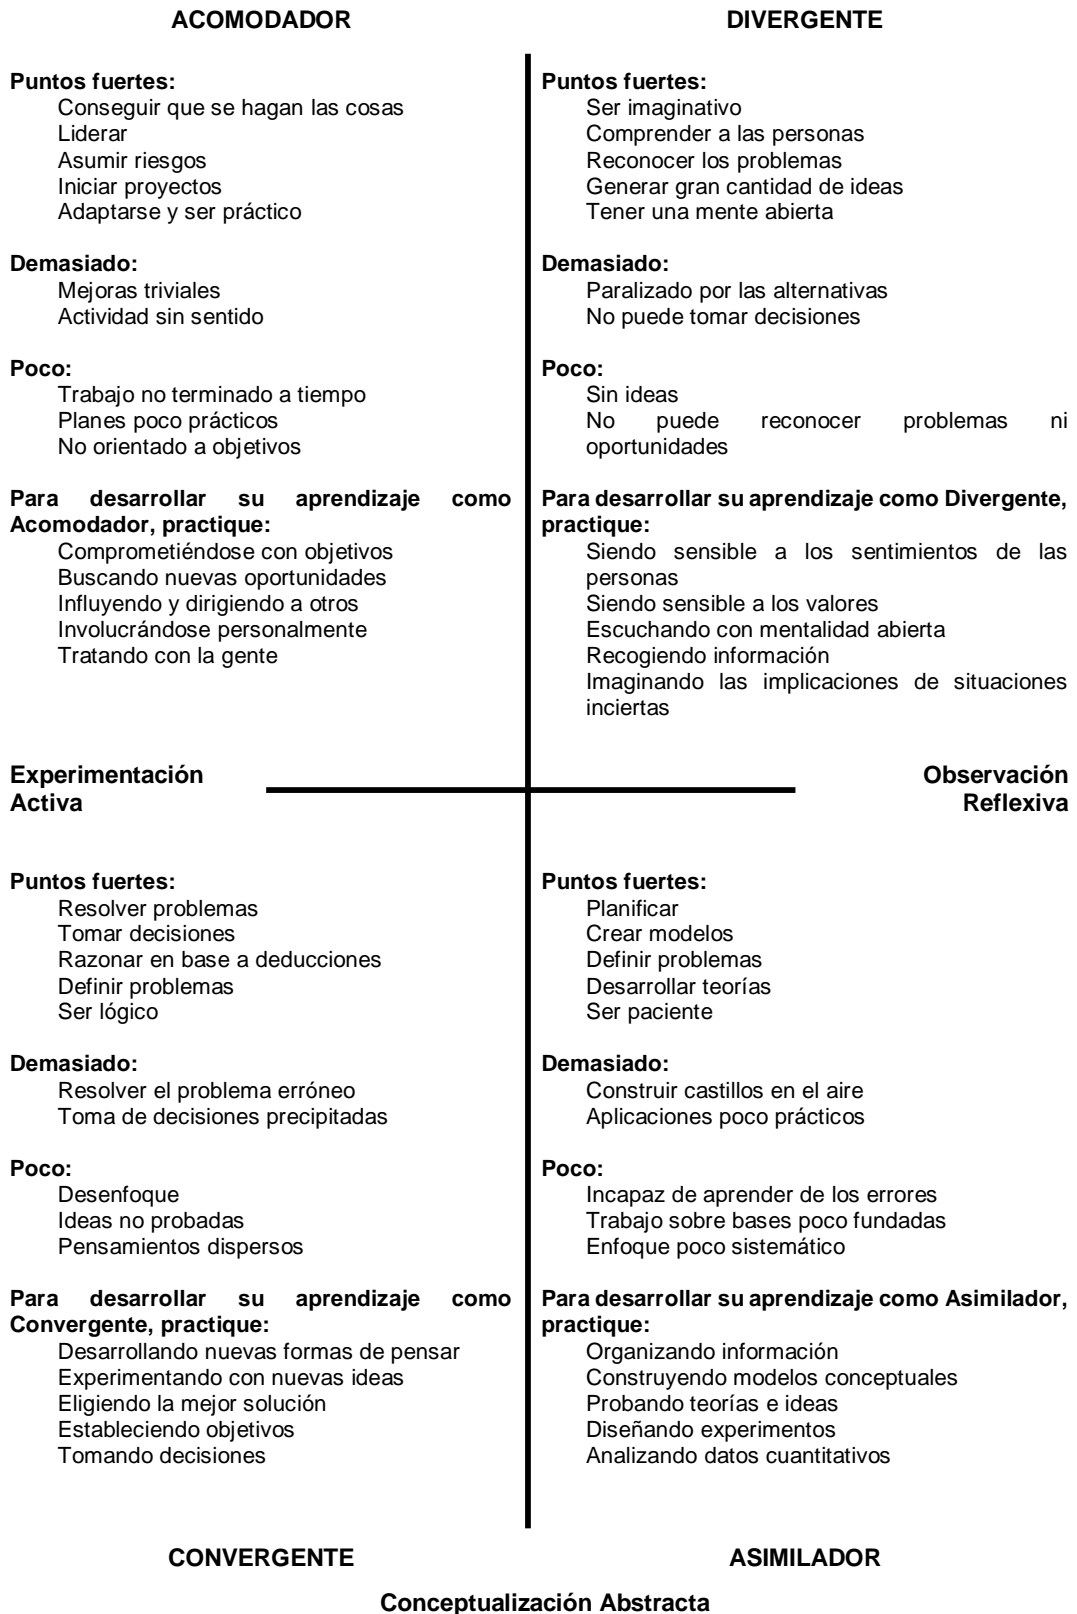 ACOMODADOR
Puntos fuertes:
Conseguir que se hagan las cosas
Liderar
Asumir riesgos
Iniciar proyectos
Adaptarse y ser práctico
Demasiado:
Mejoras triviales
Actividad sin sentido
Poco:
Trabajo no terminado a tiempo
Planes poco prácticos
No orientado a objetivos
Para desarrollar su aprendizaje como
Acomodador, practique:
Comprometiéndose con objetivos
Buscando nuevas oportunidades
Influyendo y dirigiendo a otros
Involucrándose personalmente
Tratando con la gente
DIVERGENTE
Puntos fuertes:
Ser imaginativo
Comprender a las personas
Reconocer los problemas
Generar gran cantidad de ideas
Tener una mente abierta
Demasiado:
Paralizado por las alternativas
No puede tomar decisiones
Poco:
Sin ideas
No puede reconocer problemas ni
oportunidades
Para desarrollar su aprendizaje como Divergente,
practique:
Siendo sensible a los sentimientos de las
personas
Siendo sensible a los valores
Escuchando con mentalidad abierta
Recogiendo información
Imaginando las implicaciones de situaciones
inciertas
Experimentación
Activa
Observación
Reflexiva
Puntos fuertes:
Resolver problemas
Tomar decisiones
Razonar en base a deducciones
Definir problemas
Ser lógico
Demasiado:
Resolver el problema erróneo
Toma de decisiones precipitadas
Poco:
Desenfoque
Ideas no probadas
Pensamientos dispersos
Para desarrollar su aprendizaje como
Convergente, practique:
Desarrollando nuevas formas de pensar
Experimentando con nuevas ideas
Eligiendo la mejor solución
Estableciendo objetivos
Tomando decisiones
CONVERGENTE
Puntos fuertes:
Planificar
Crear modelos
Definir problemas
Desarrollar teorías
Ser paciente
Demasiado:
Construir castillos en el aire
Aplicaciones poco prácticos
Poco:
Incapaz de aprender de los errores
Trabajo sobre bases poco fundadas
Enfoque poco sistemático
Para desarrollar su aprendizaje como Asimilador,
practique:
Organizando información
Construyendo modelos conceptuales
Probando teorías e ideas
Diseñando experimentos
Analizando datos cuantitativos
ASIMILADOR
Conceptualización Abstracta